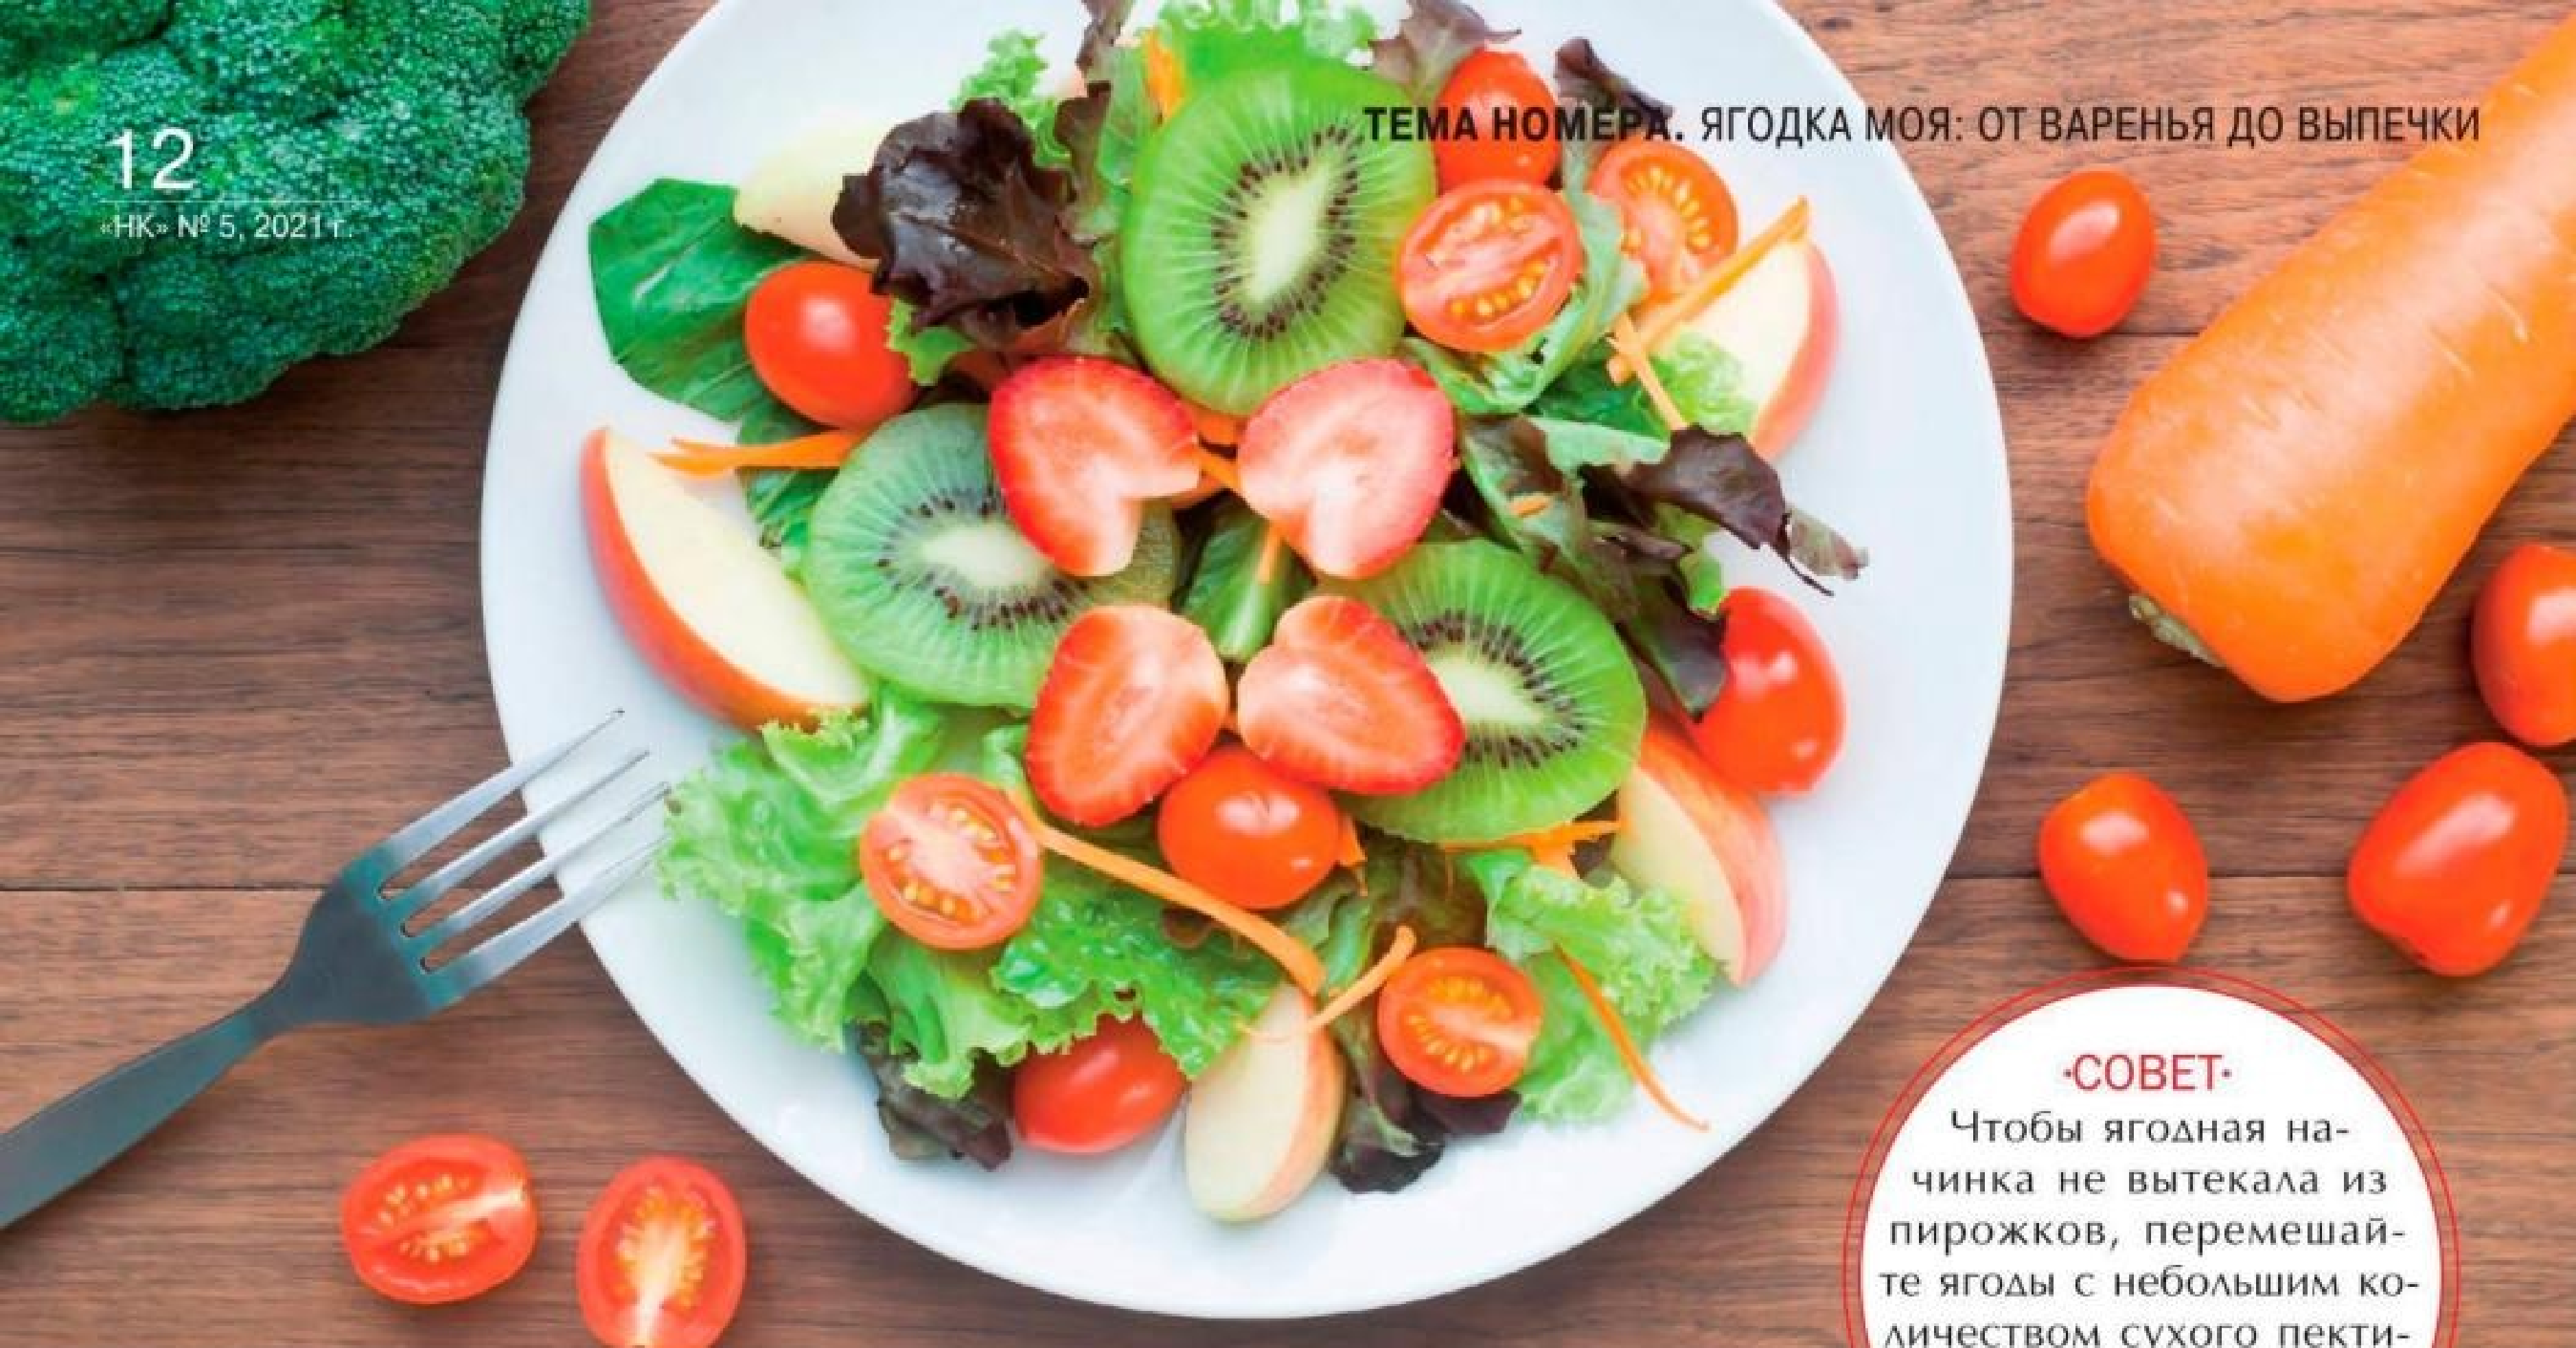 12
«НК» № 5, 2021 г.
ТЕМА НОМЕРА. ЯГОДКА МОЯ: ОТ ВАРЕНЬЯ ДО ВЫПЕЧКИ
·СОВЕТ·
Чтобы ягодная на-
чинка не вытекала из
пирожков, перемешай-
те ягоды с небольшим ко-
личеством сухого пекти-